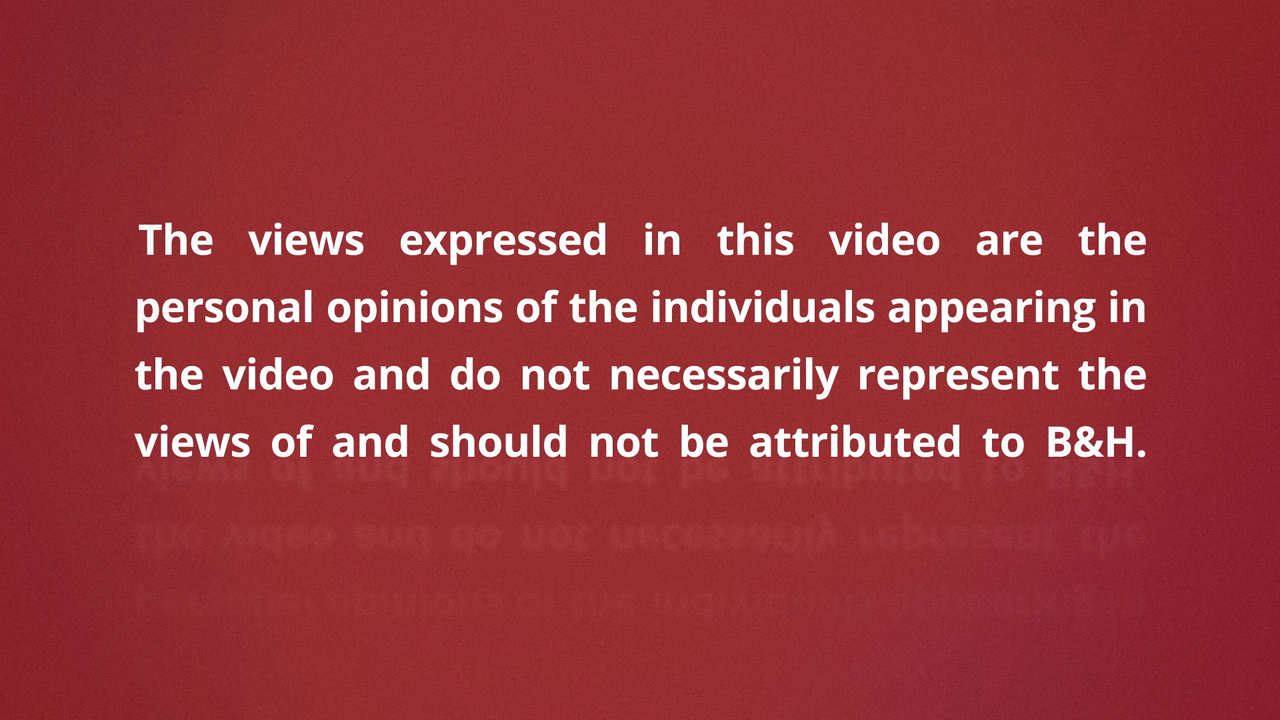 The views expressed in this video are the
personal opinions of the individuals appearing in
the video and do not necessarily represent the
views of and should not be attributed to B&H.